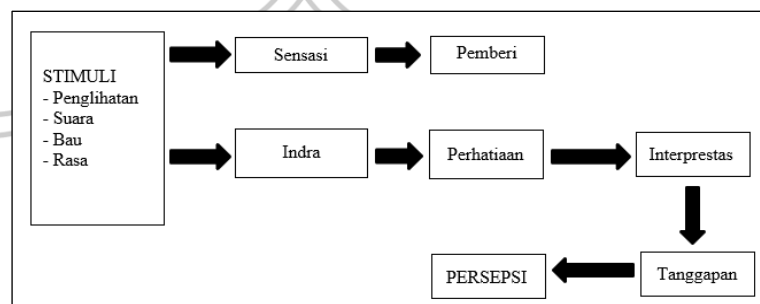 STIMULI
- Penglihatan
- Suara
- Bau
- Rasa
Sensasi
Pemberi
Indra
Perhatiaan
Interprestas
Tanggapan
PERSEPSI